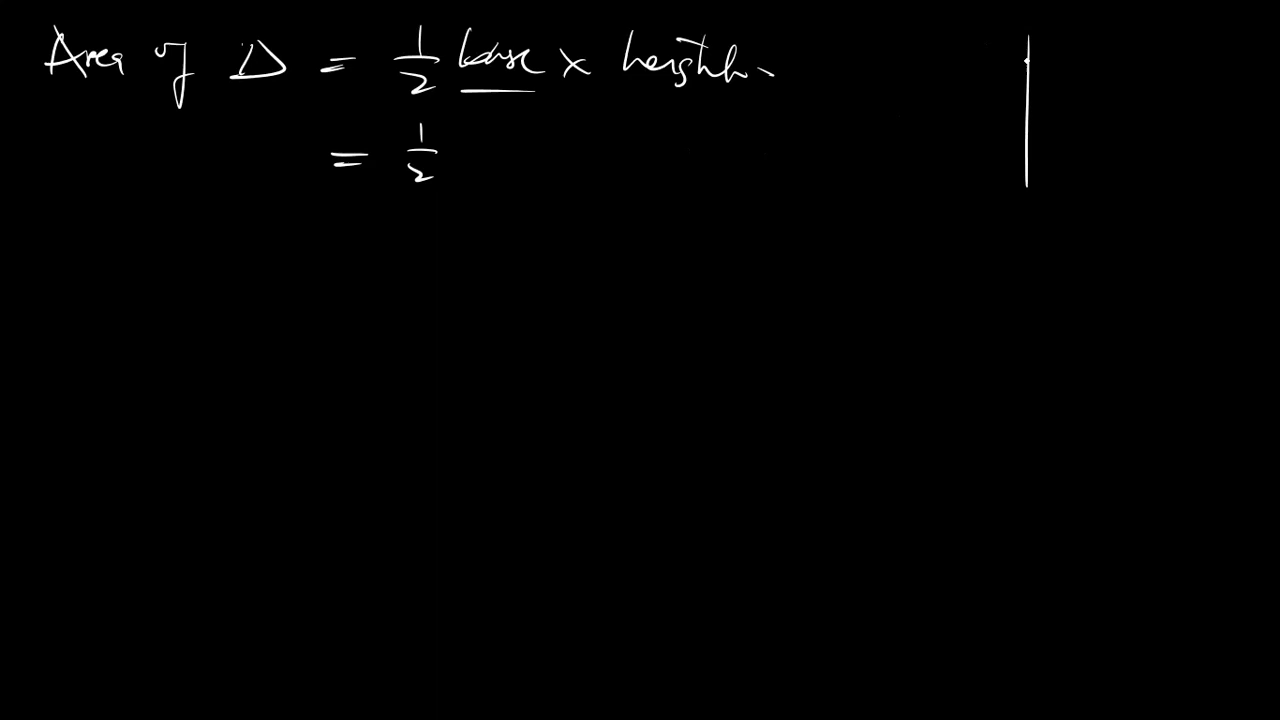 Area of Δ = 1/2 base × height
= 1/2